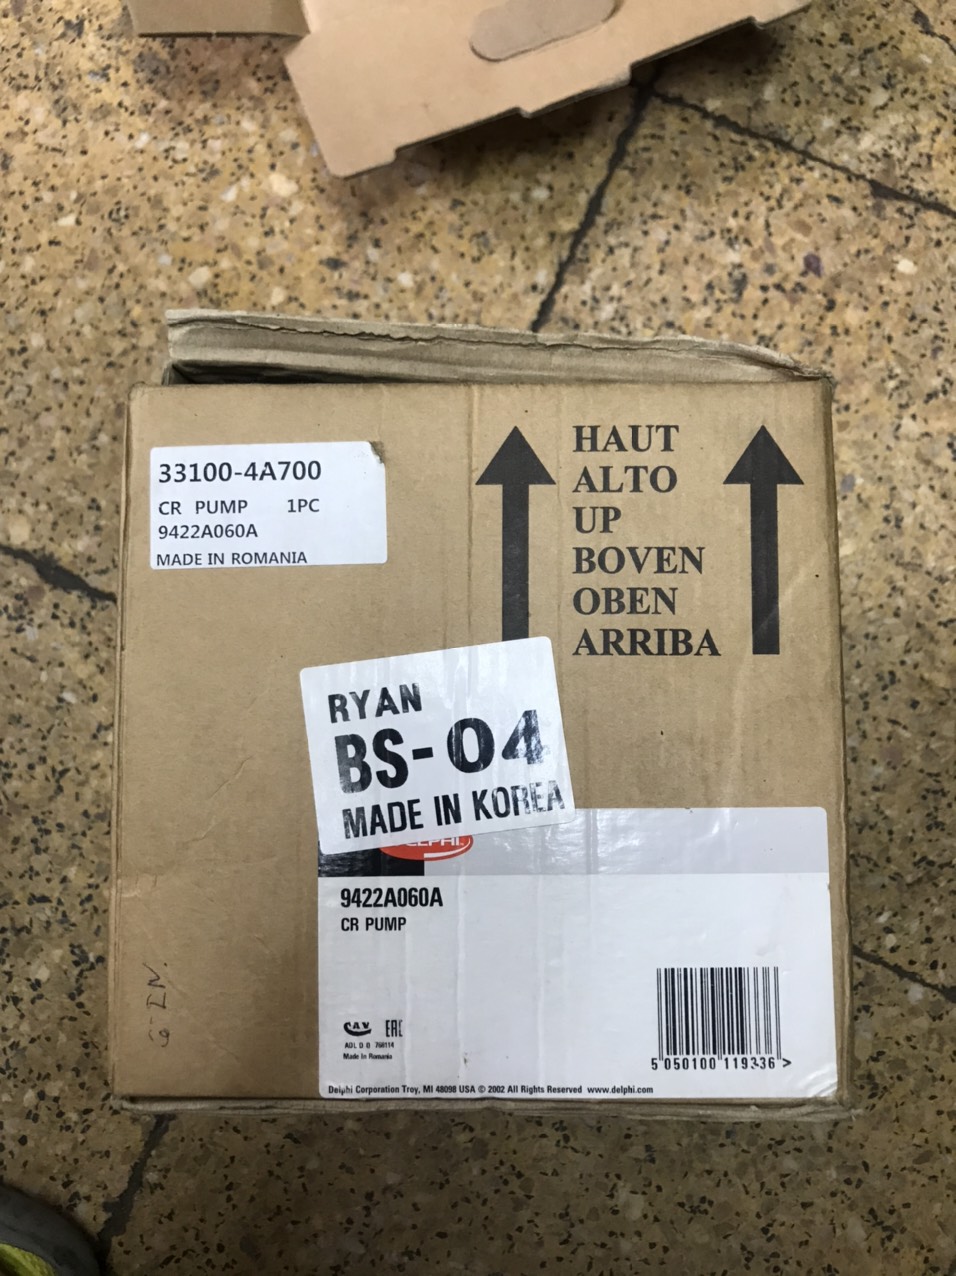 33100-4A700
CR PUMP 1PC
9422A060A
MADE IN ROMANIA
HAUT
ALTO
UP
BOVEN
OBEN
ARRIBA
RYAN
BS-04
MADE IN KOREA
9422A060A
CR PUMP
CAV EAC
Made In Romania
5 050100 119336 >
Delphi Corporation Troy, MI 48098 USA © 2002 All Rights Reserved www.delphi.com